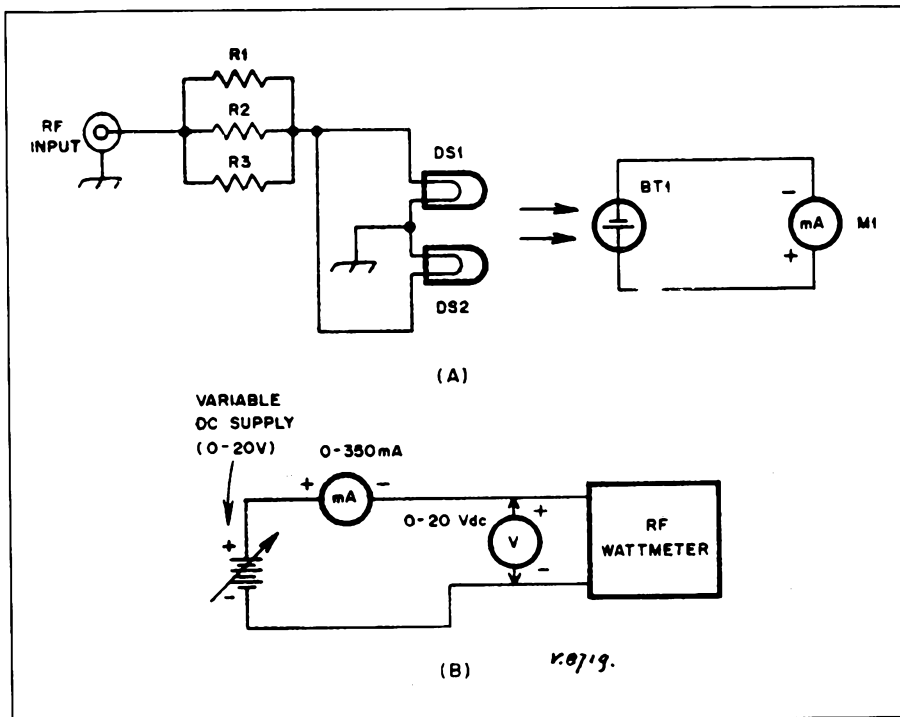 R1
RF
INPUT
R2
R3
DS1
DS2
BT1
-
mA
+
M1
(A)
VARIABLE
DC SUPPLY
(0-20V)
0-350mA
+
mA
-
0-20 Vdc
+
V
-
+
-
RF
WATTMETER
(B)